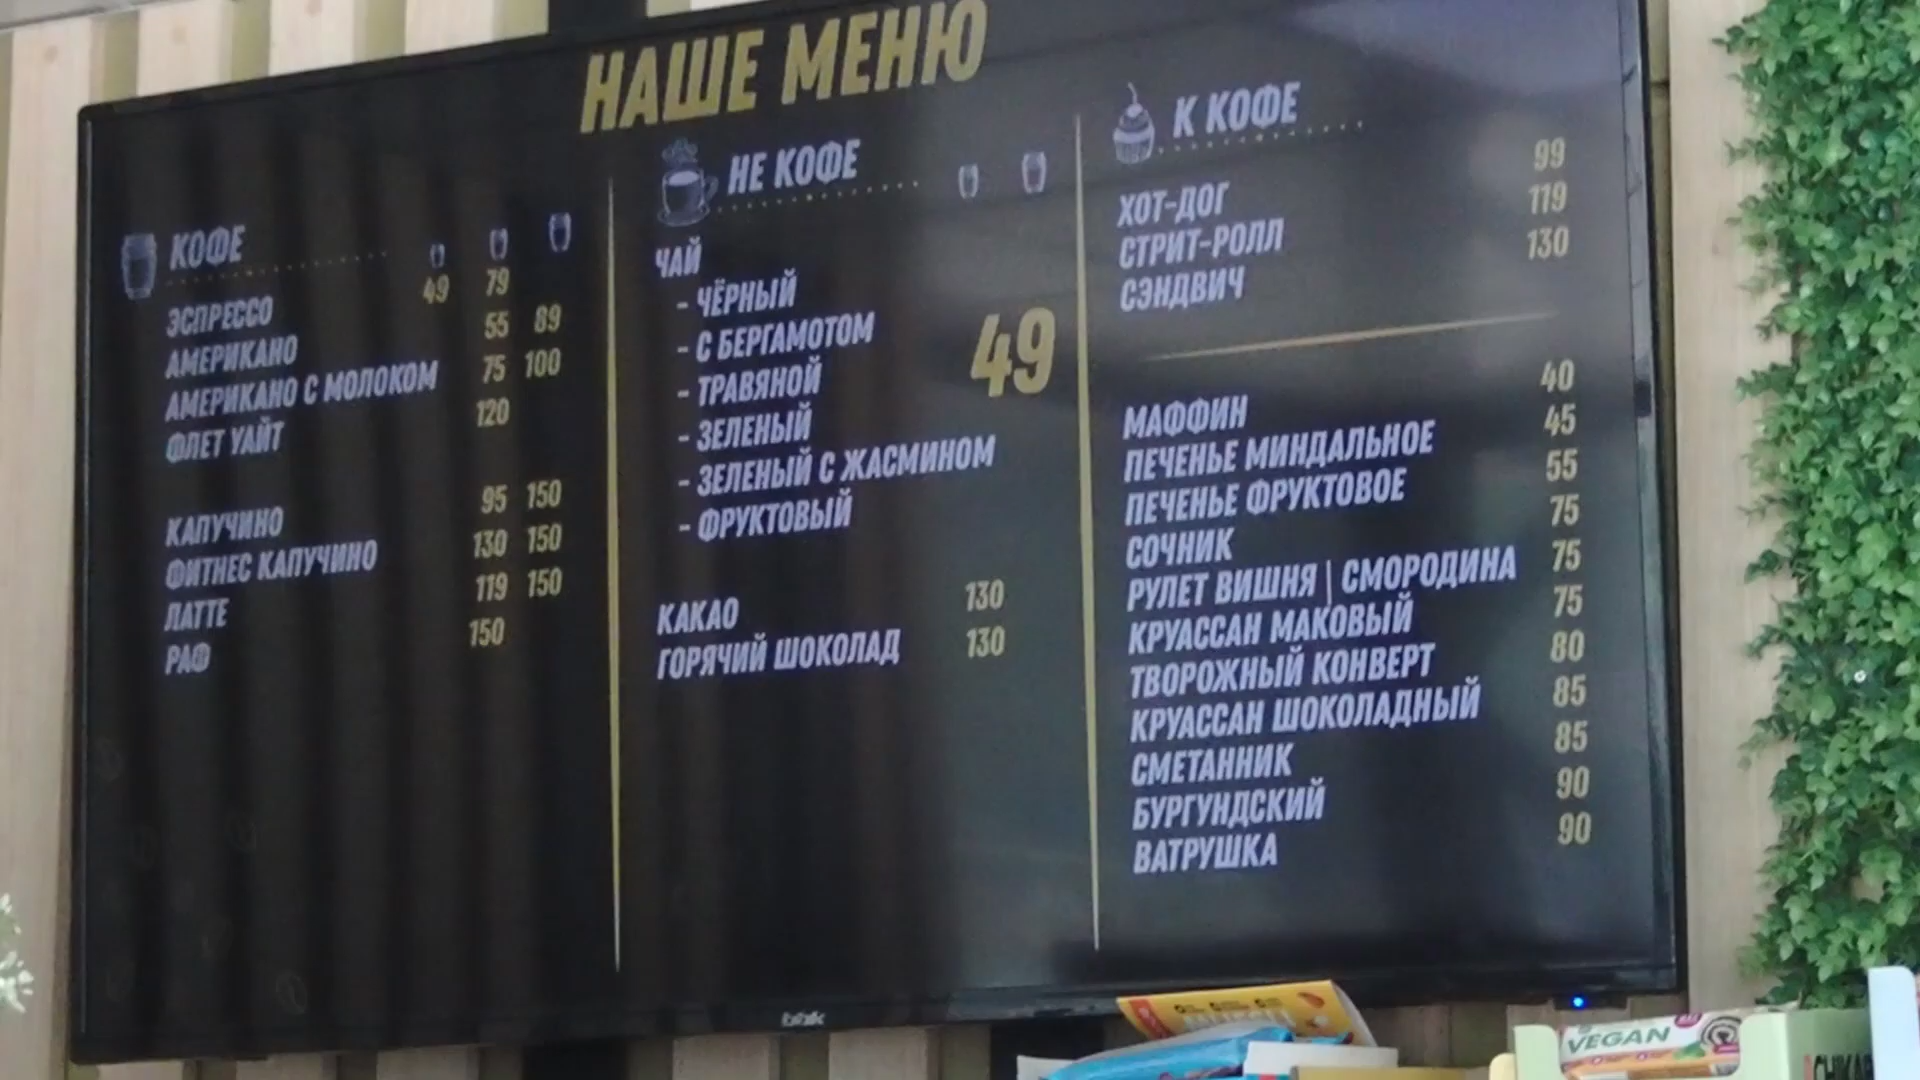 НАШЕ МЕНЮ
КОФЕ
ЭСПРЕССО 49 79
АМЕРИКАНО 55 89
АМЕРИКАНО С МОЛОКОМ 75 100
ФЛЕТ УАЙТ 120
КАПУЧИНО 95 150
ФИТНЕС КАПУЧИНО 130 150
ЛАТТЕ 119 150
РАФ 150
НЕ КОФЕ
ЧАЙ
- ЧЁРНЫЙ
- С БЕРГАМОТОМ
- ТРАВЯНОЙ
- ЗЕЛЕНЫЙ
- ЗЕЛЕНЫЙ С ЖАСМИНОМ
- ФРУКТОВЫЙ
49
КАКАО 130
ГОРЯЧИЙ ШОКОЛАД 130
К КОФЕ
ХОТ-ДОГ 99
СТРИТ-РОЛЛ 119
СЭНДВИЧ 130
МАФФИН 40
ПЕЧЕНЬЕ МИНДАЛЬНОЕ 45
ПЕЧЕНЬЕ ФРУКТОВОЕ 55
СОЧНИК 75
РУЛЕТ ВИШНЯ | СМОРОДИНА 75
КРУАССАН МАКОВЫЙ 75
ТВОРОЖНЫЙ КОНВЕРТ 80
КРУАССАН ШОКОЛАДНЫЙ 85
СМЕТАННИК 85
БУРГУНДСКИЙ 90
ВАТРУШКА 90
VEGAN